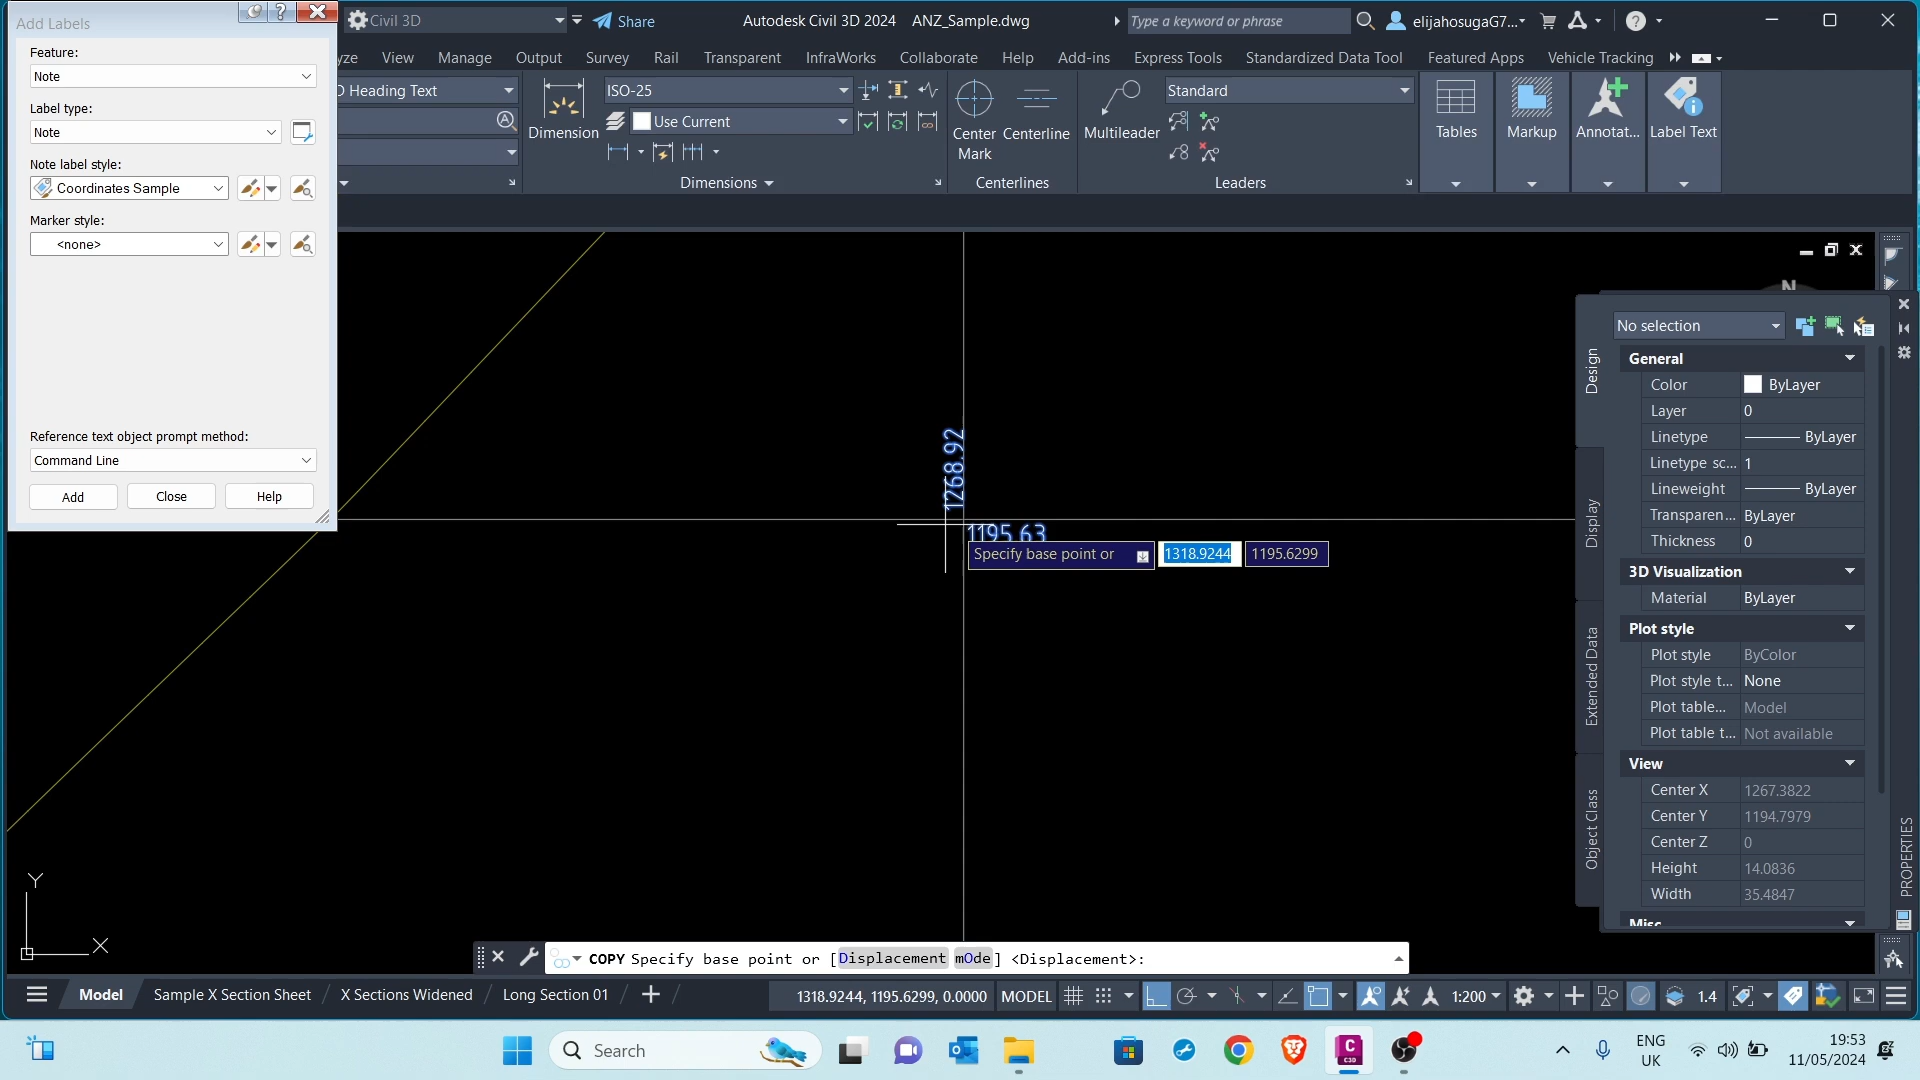 Add Labels
Feature:
Note
Label type:
Note
Note label style:
Coordinates Sample
Marker style:
<none>
Reference text object prompt method:
Command Line
Add
Close
Help
Civil 3D
Share
Autodesk Civil 3D 2024 ANZ_Sample.dwg
Type a keyword or phrase
elijahosugaG7...
yze View Manage Output Survey Rail Transparent InfraWorks Collaborate Help Add-ins Express Tools Standardized Data Tool Featured Apps Vehicle Tracking
D Heading Text
Dimension
ISO-25
Use Current
Dimensions
Center Mark
Centerline
Centerlines
Multileader
Standard
Leaders
Tables
Markup
Annotat...
Label Text
N
1268.92
1195.63
Specify base point or
1318.9244
1195.6299
Y
X
Design
Display
Extended Data
Object Class
PROPERTIES
No selection
General
Color ByLayer
Layer 0
Linetype ByLayer
Linetype sc... 1
Lineweight ByLayer
Transparen... ByLayer
Thickness 0
3D Visualization
Material ByLayer
Plot style
Plot style ByColor
Plot style t... None
Plot table... Model
Plot table t... Not available
View
Center X 1267.3822
Center Y 1194.7979
Center Z 0
Height 14.0836
Width 35.4847
Misc
COPY Specify base point or [Displacement mOde] <Displacement>:
Model
Sample X Section Sheet
X Sections Widened
Long Section 01
1318.9244, 1195.6299, 0.0000
MODEL
1:200
1.4
Search
ENG
UK
19:53
11/05/2024